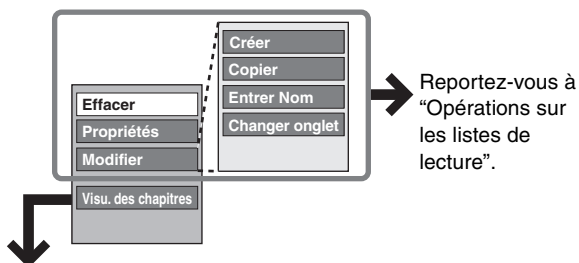 Créer
Copier
Entrer Nom
Changer onglet
Effacer
Propriétés
Modifier
Visu. des chapitres
Reportez-vous à
“Opérations sur
les listes de
lecture”.